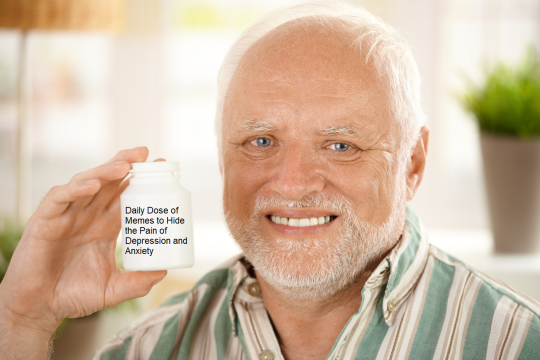 Daily Dose of
Memes to Hide
the Pain of
Depression and
Anxiety